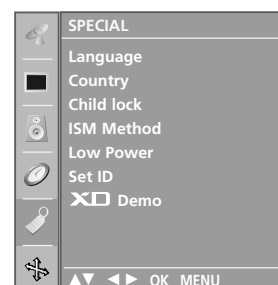 SPECIAL
Language
Country
Child lock
ISM Method
Low Power
Set ID
XD Demo
▲▼ ◀▶ OK MENU